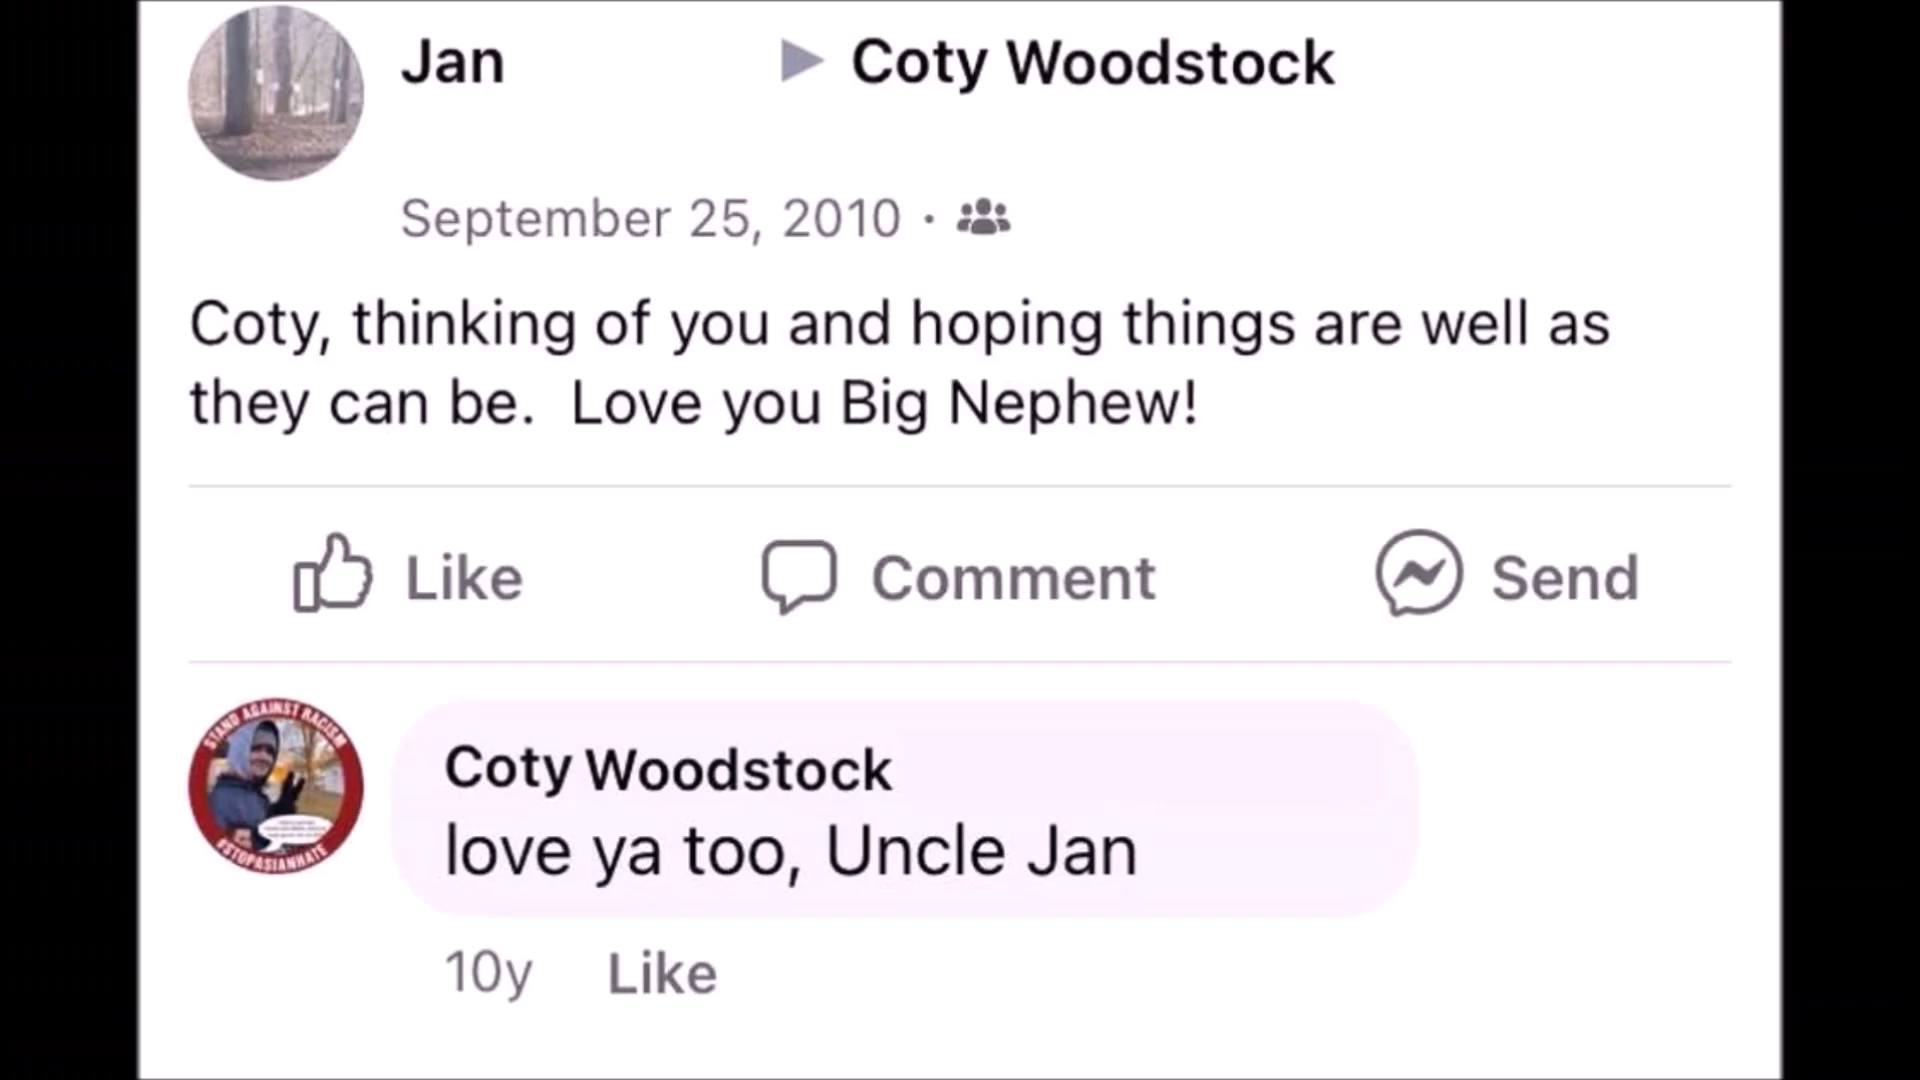 Jan ▶ Coty Woodstock
September 25, 2010 ·
Coty, thinking of you and hoping things are well as
they can be.  Love you Big Nephew!
Like Comment Send
STAND AGAINST RACISM
#STOPASIANHATE
Coty Woodstock
love ya too, Uncle Jan
10y Like